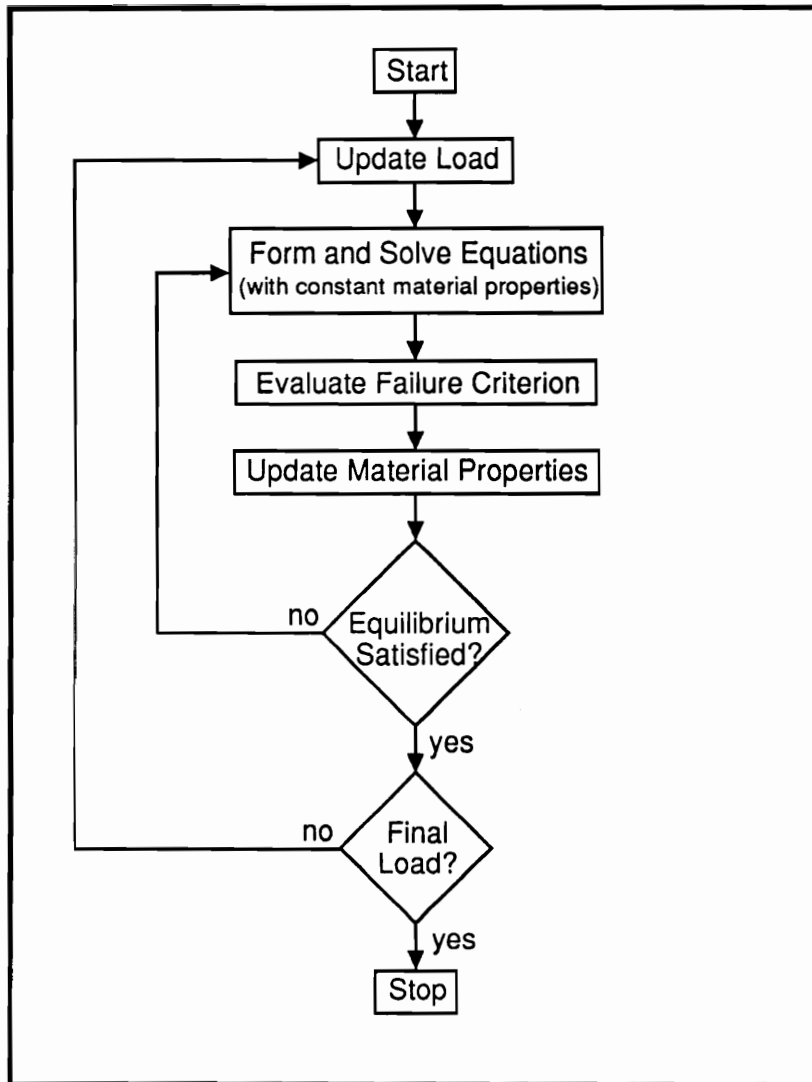 Start
Update Load
Form and Solve Equations
(with constant material properties)
Evaluate Failure Criterion
Update Material Properties
no
Equilibrium
Satisfied?
yes
no
Final
Load?
yes
Stop